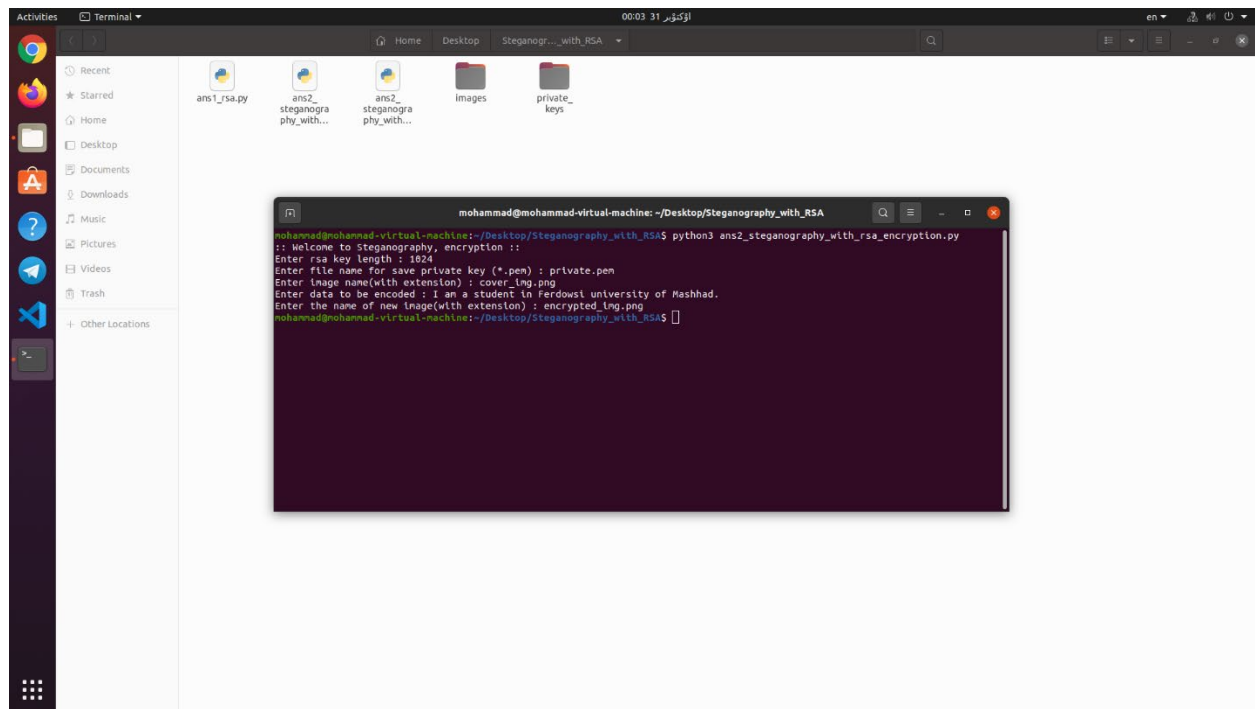 Activities
Terminal
00:03 31 اؤکتؤبر
en
Home
Desktop
Steganogr..._with_RSA
Recent
Starred
Home
Desktop
Documents
Downloads
Music
Pictures
Videos
Trash
+ Other Locations
ans1_rsa.py
ans2_
steganogra
phy_with...
ans2_
steganogra
phy_with...
images
private_
keys
mohammad@mohammad-virtual-machine: ~/Desktop/Steganography_with_RSA
mohammad@mohammad-virtual-machine:~/Desktop/Steganography_with_RSA$ python3 ans2_steganography_with_rsa_encryption.py
:: Welcome to Steganography, encryption ::
Enter rsa key length : 1024
Enter file name for save private key (*.pem) : private.pem
Enter image name(with extension) : cover_img.png
Enter data to be encoded : I am a student in Ferdowsi university of Mashhad.
Enter the name of new image(with extension) : encrypted_img.png
mohammad@mohammad-virtual-machine:~/Desktop/Steganography_with_RSA$